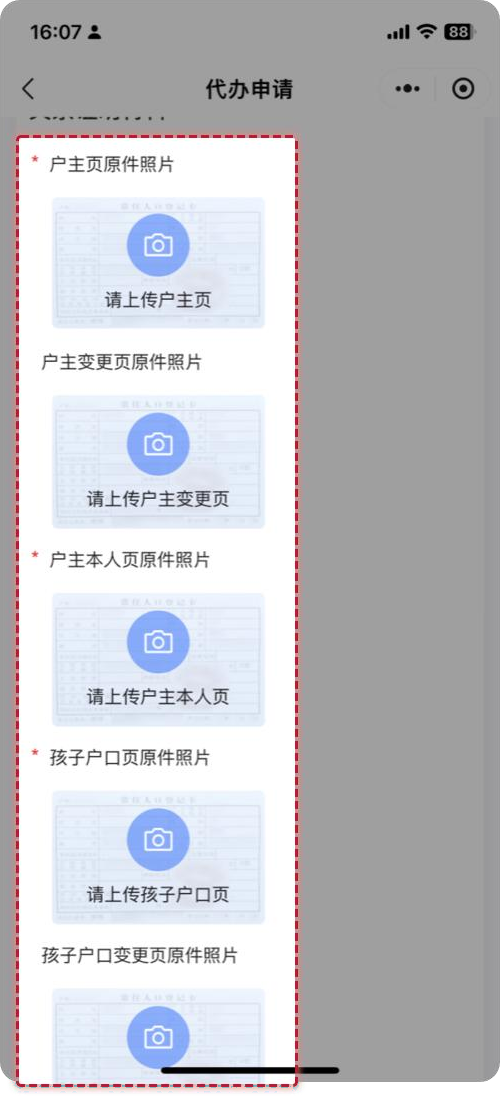 16:07
88
代办申请
* 户主页原件照片
请上传户主页
户主变更页原件照片
请上传户主变更页
* 户主本人页原件照片
请上传户主本人页
* 孩子户口页原件照片
请上传孩子户口页
孩子户口变更页原件照片